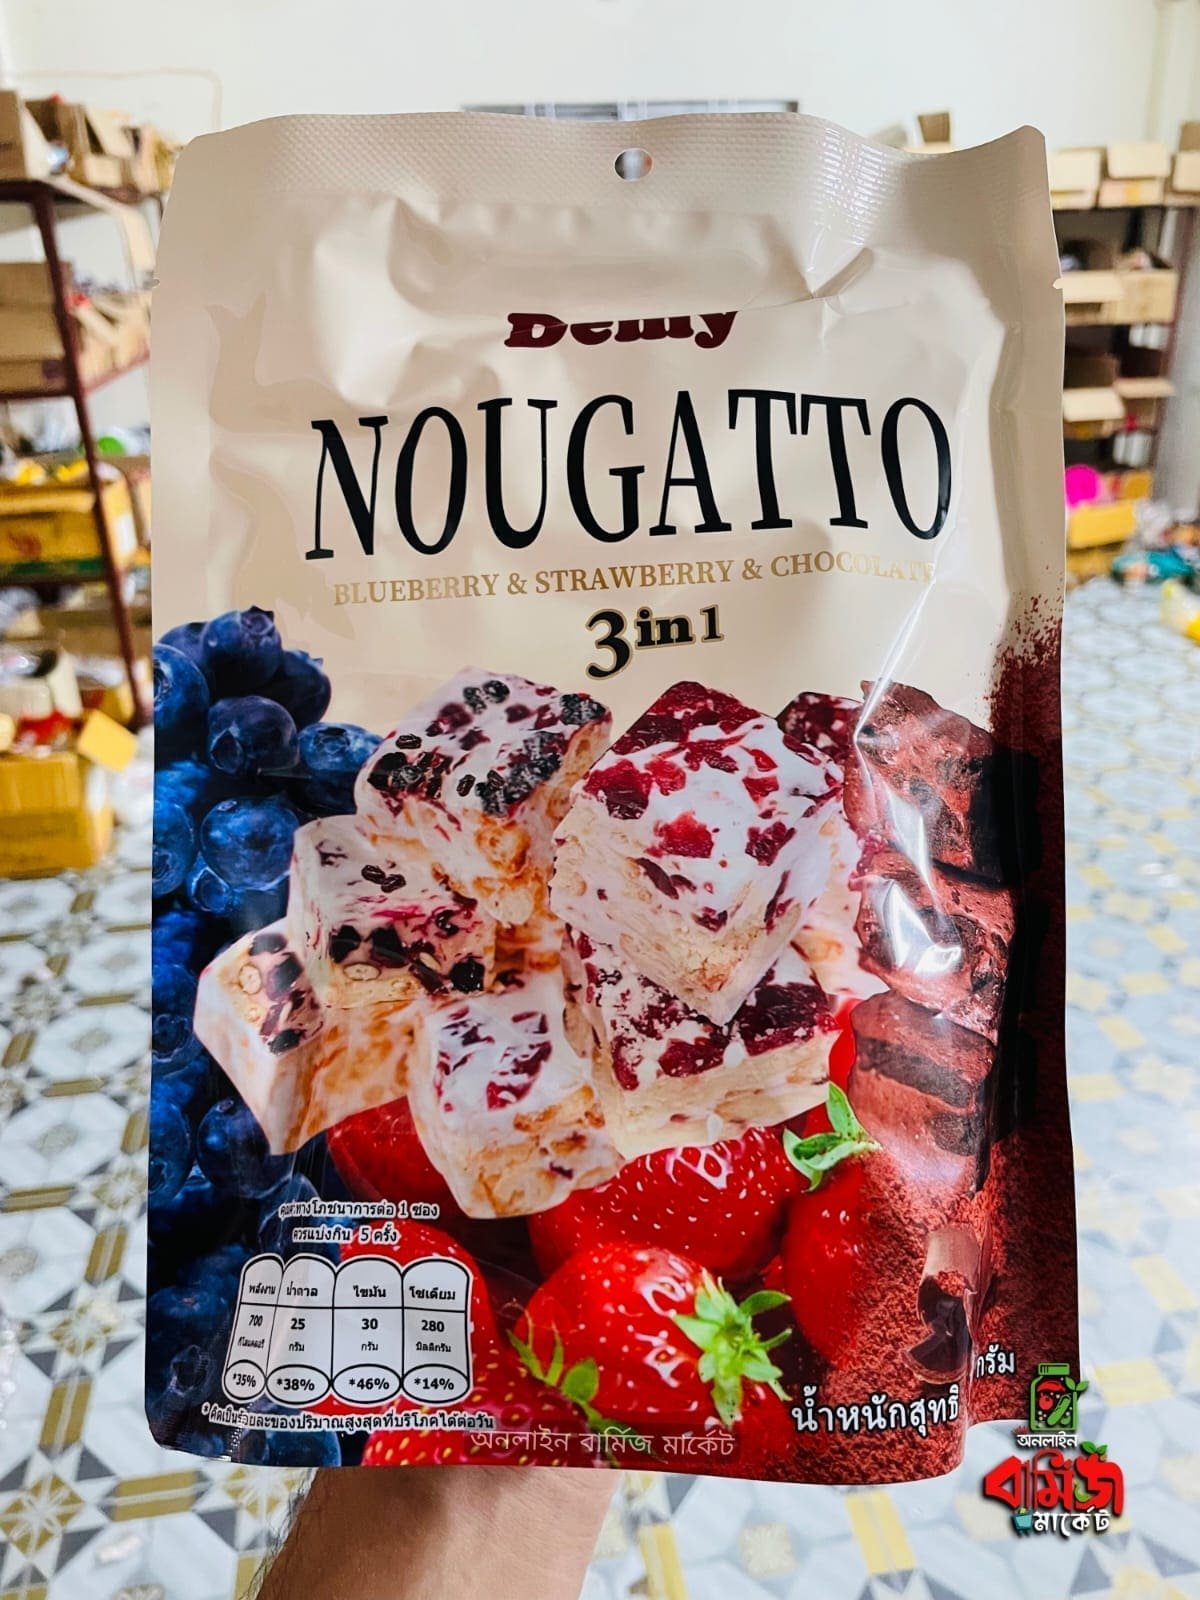 Demy
NOUGATTO
BLUEBERRY & STRAWBERRY & CHOCOLATE
3 in 1
คุณค่าทางโภชนาการต่อ 1 ซอง
ควรแบ่งกิน 5 ครั้ง
พลังงาน น้ำตาล ไขมัน โซเดียม
700 25 30 280
กิโลแคลอรี กรัม กรัม มิลลิกรัม
*35% *38% *46% *14%
* คิดเป็นร้อยละของปริมาณสูงสุดที่บริโภคได้ต่อวัน
น้ำหนักสุทธิ กรัม
অনলাইন বার্মিজ মার্কেট
অনলাইন
বার্মিজ
মার্কেট